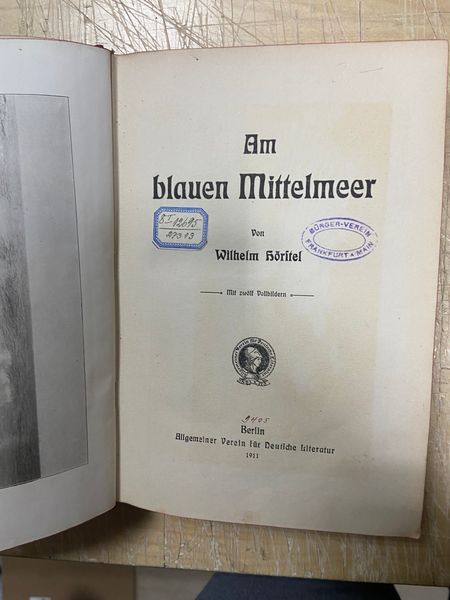 Am
blauen Mittelmeer
Von
Wilhelm Hörstel
BÜRGER-VEREIN
FRANKFURT A/MAIN
Mit zwölf Vollbildern
Berlin
Allgemeiner Verein für Deutsche Literatur
1911